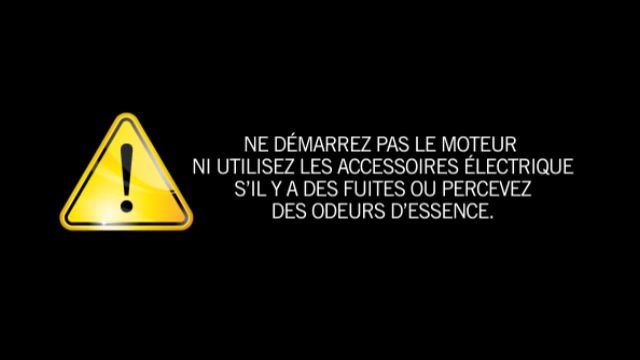 NE DÉMARREZ PAS LE MOTEUR
NI UTILISEZ LES ACCESSOIRES ÉLECTRIQUE
S'IL Y A DES FUITES OU PERCEVEZ
DES ODEURS D'ESSENCE.